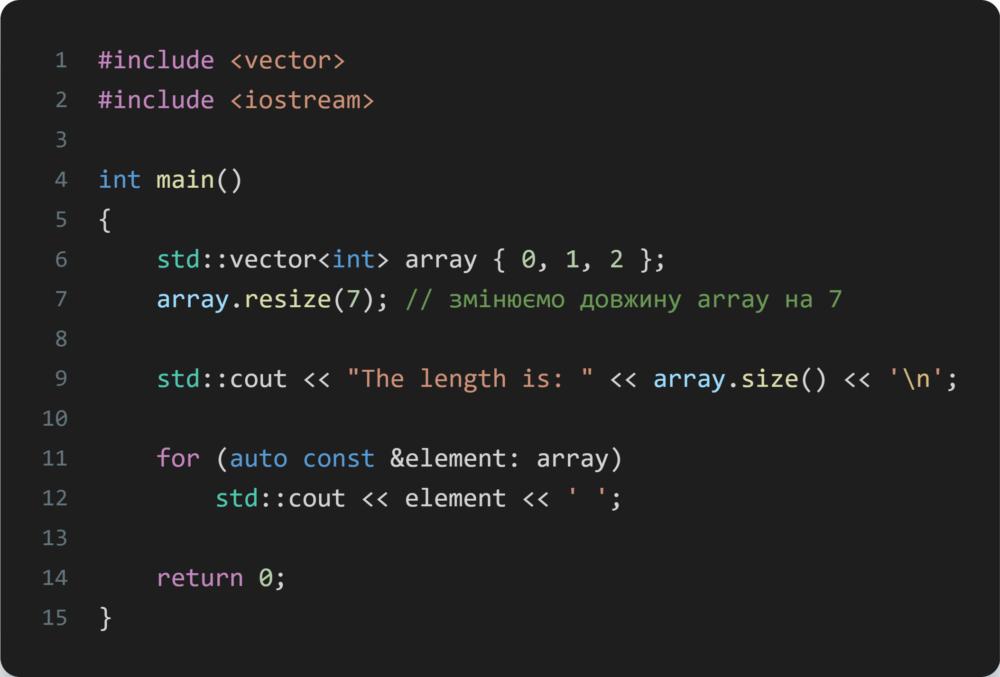 1 #include <vector>
2 #include <iostream>
3
4 int main()
5 {
6     std::vector<int> array { 0, 1, 2 };
7     array.resize(7); // змінюємо довжину array на 7
8
9     std::cout << "The length is: " << array.size() << '\n';
10
11     for (auto const &element: array)
12         std::cout << element << ' ';
13
14     return 0;
15 }